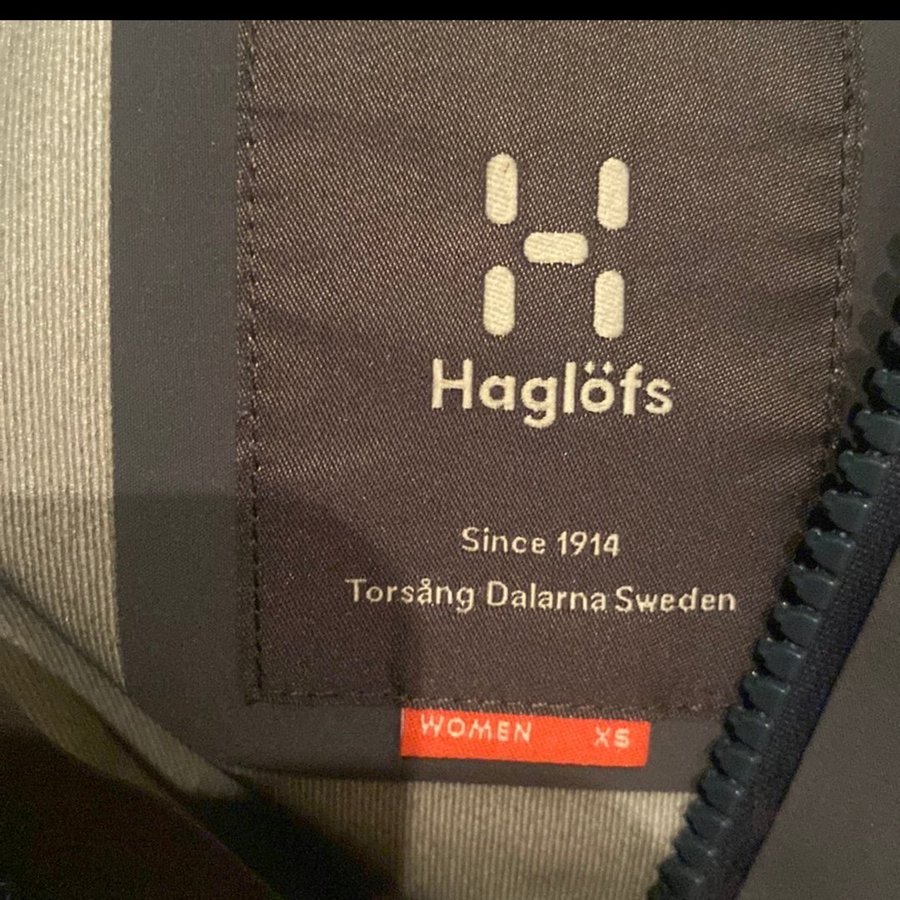 Haglöfs
Since 1914
Torsång Dalarna Sweden
WOMEN XS